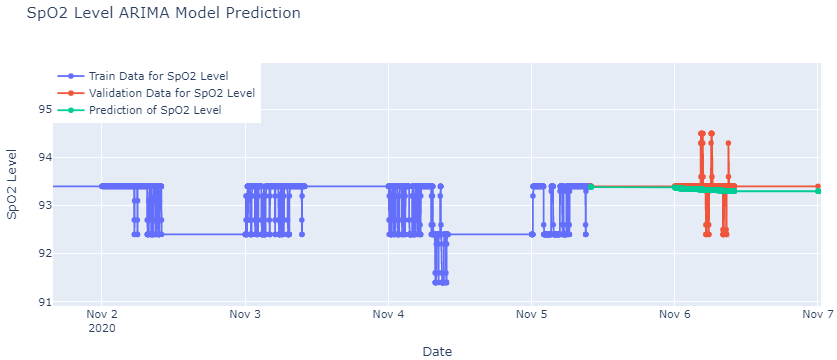 SpO2 Level ARIMA Model Prediction
Train Data for SpO2 Level
Validation Data for SpO2 Level
Prediction of SpO2 Level
95
94
93
92
91
SpO2 Level
Nov 2
2020
Nov 3
Nov 4
Nov 5
Nov 6
Nov 7
Date